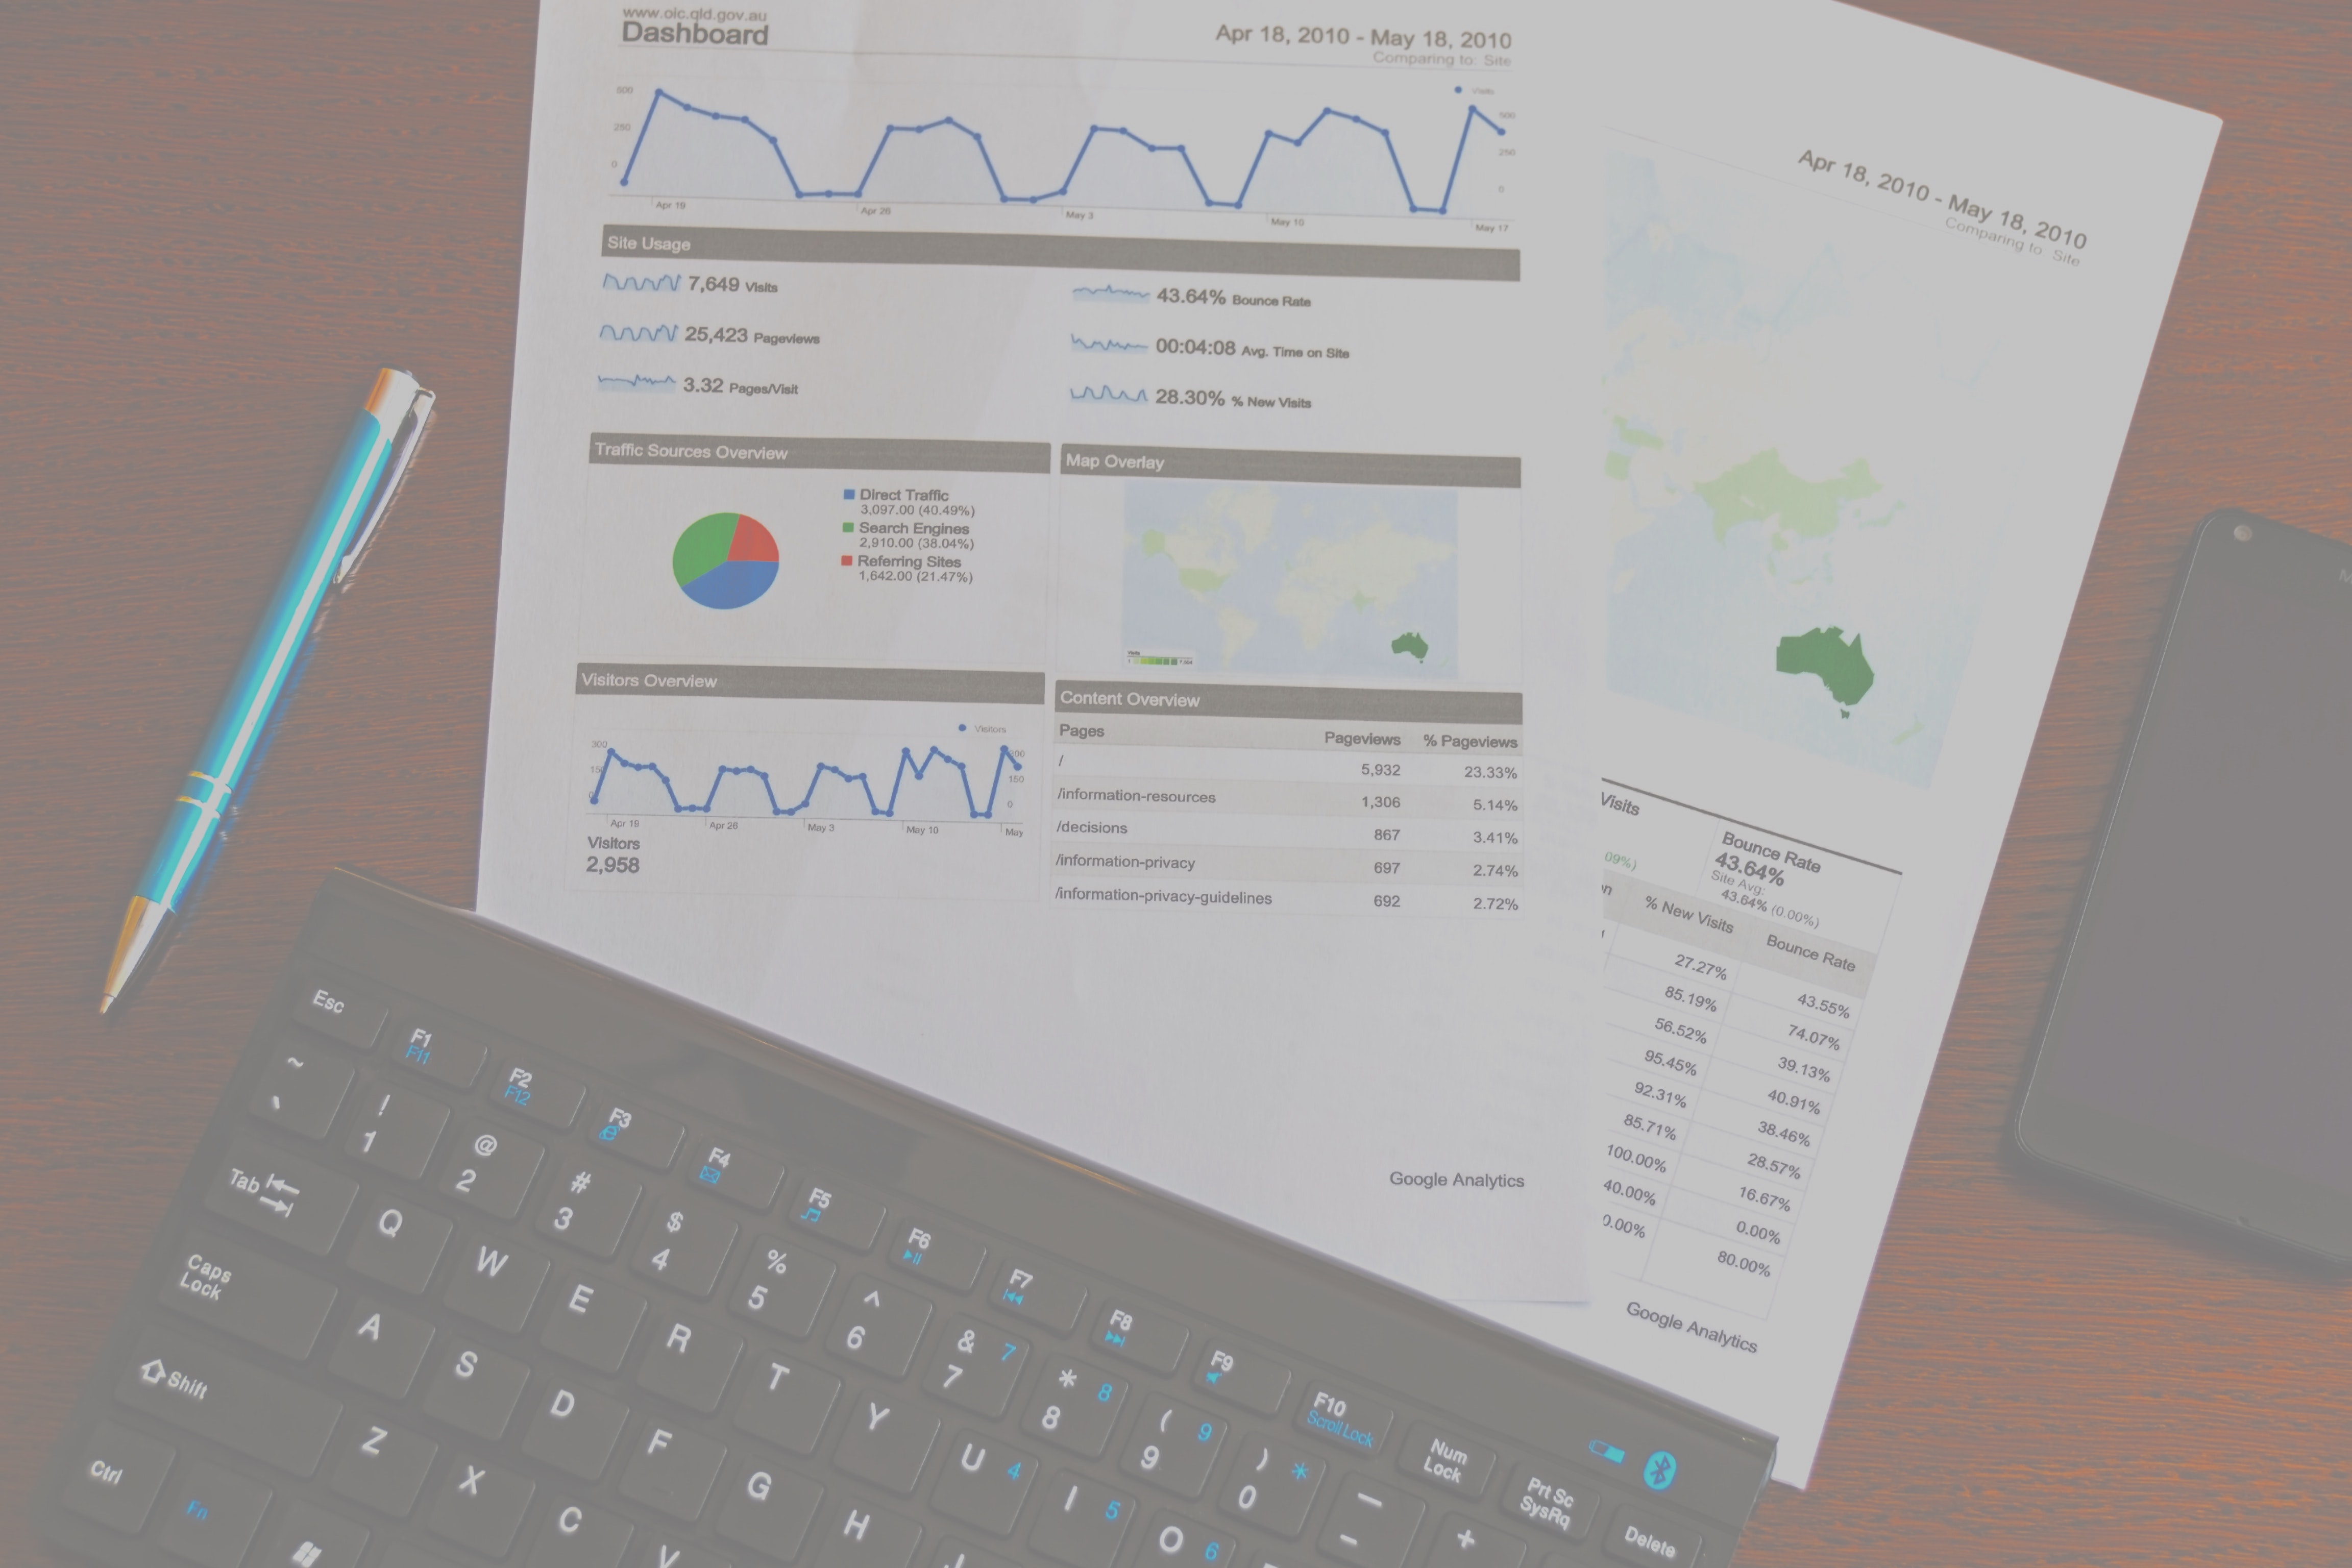 www.oic.qld.gov.au
Dashboard
Apr 18, 2010 - May 18, 2010
Comparing to: Site
Visits
500
250
0
500
250
0
Apr 19
Apr 26
May 3
May 10
May 17
Site Usage
7,649 Visits
43.64% Bounce Rate
25,423 Pageviews
00:04:08 Avg. Time on Site
3.32 Pages/Visit
28.30% % New Visits
Traffic Sources Overview
Direct Traffic
3,097.00 (40.49%)
Search Engines
2,910.00 (38.04%)
Referring Sites
1,642.00 (21.47%)
Map Overlay
Visits
Visitors Overview
Visitors
300
150
0
150
0
Apr 19
Apr 26
May 3
May 10
May
Visitors
2,958
Content Overview
Pages Pageviews % Pageviews
/ 5,932 23.33%
/information-resources 1,306 5.14%
/decisions 867 3.41%
/information-privacy 697 2.74%
/information-privacy-guidelines 692 2.72%
Google Analytics
Apr 18, 2010 - May 18, 2010
Comparing to: Site
Visits
09%)
Bounce Rate
43.64%
Site Avg:
43.64% (0.00%)
% New Visits Bounce Rate
27.27% 43.55%
85.19% 74.07%
56.52% 39.13%
95.45% 40.91%
92.31% 38.46%
85.71% 28.57%
100.00% 16.67%
40.00% 0.00%
0.00% 80.00%
Google Analytics
Esc F1 F2 F3 F4 F5 F6 F7 F8 F9 F10 Num Lock Prt Sc SysRq Delete
F11 F12 Scroll Lock
~ ! @ # $ % ^ & 7 * 8 ( 9 ) *
` 1 2 3 4 5 6 7 8 9 0 - +
Tab Q W E R T Y U 4 I 5 O 6
Caps Lock A S D F G H J
Shift Z X C V
Ctrl Fn